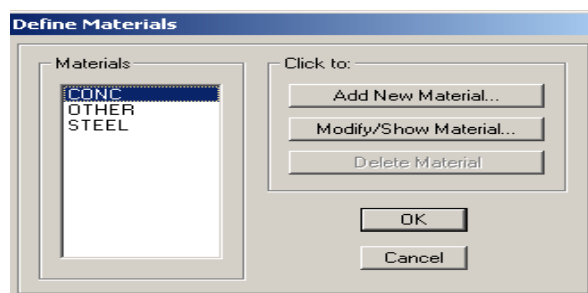 Define Materials
Materials
CONC
OTHER
STEEL
Click to:
Add New Material...
Modify/Show Material...
Delete Material
OK
Cancel